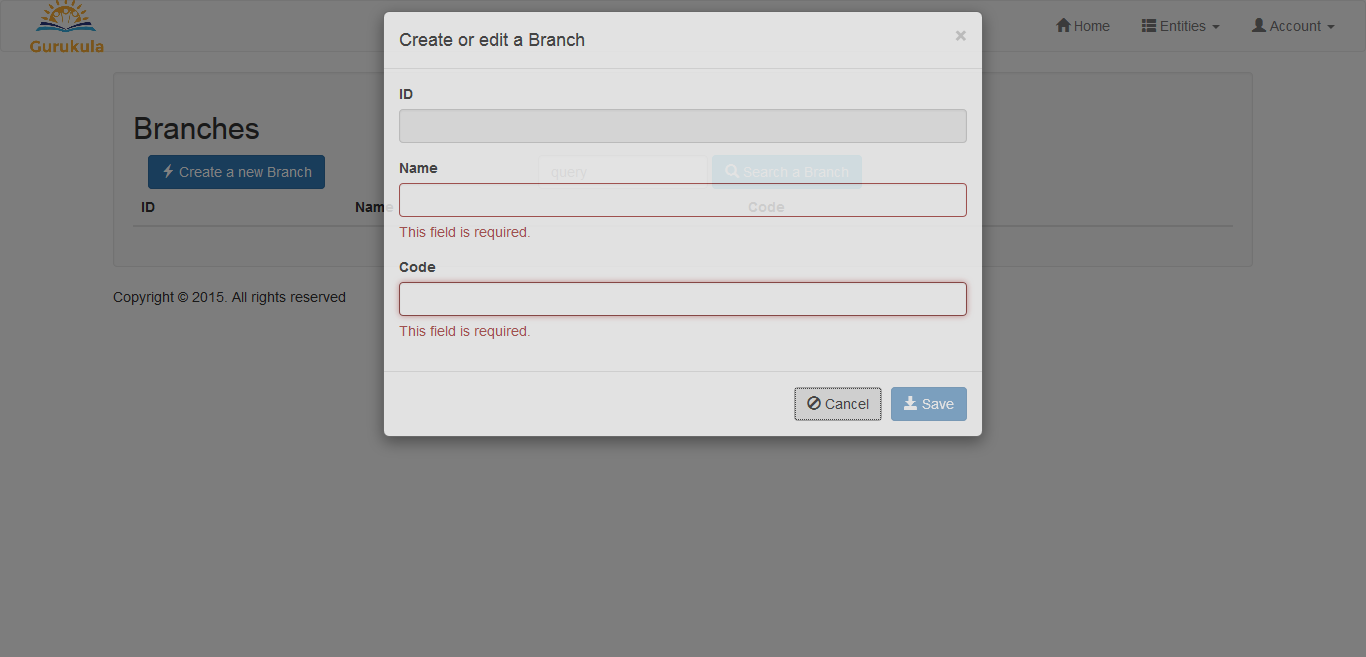 Gurukula
Home Entities Account
Create or edit a Branch ×
ID
Name
This field is required.
Code
This field is required.
Cancel Save
Branches
Create a new Branch query Search a Branch
ID Name Code
Copyright © 2015. All rights reserved